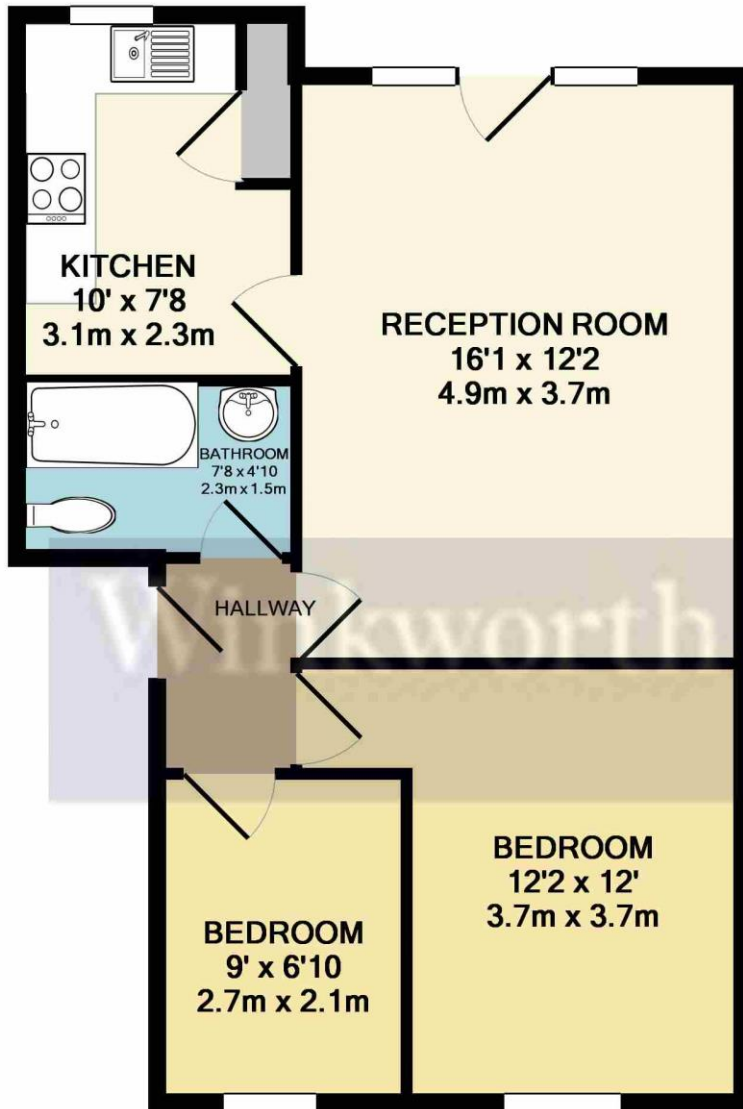 KITCHEN
10' x 7'8
3.1m x 2.3m
RECEPTION ROOM
16'1 x 12'2
4.9m x 3.7m
BATHROOM
7'8 x 4'10
2.3m x 1.5m
HALLWAY
Winkworth
BEDROOM
12'2 x 12'
3.7m x 3.7m
BEDROOM
9' x 6'10
2.7m x 2.1m